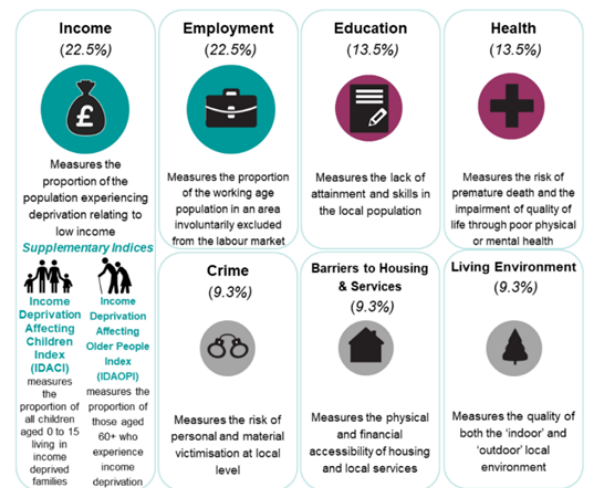 Income
(22.5%)
£
Measures the
proportion of the
population experiencing
deprivation relating to
low income
Supplementary Indices
Income
Deprivation
Affecting
Children
Index
(IDACI)
measures
the
proportion of
all children
aged 0 to 15
living in
income
deprived
families
Income
Deprivation
Affecting
Older People
Index
(IDAOPI)
measures the
proportion of
those aged
60+ who
experience
income
deprivation
Employment
(22.5%)
Measures the proportion
of the working age
population in an area
involuntarily excluded
from the labour market
Education
(13.5%)
Measures the lack of
attainment and skills in
the local population
Health
(13.5%)
Measures the risk of
premature death and the
impairment of quality of
life through poor physical
or mental health
Crime
(9.3%)
Measures the risk of
personal and material
victimisation at local
level
Barriers to Housing
& Services
(9.3%)
Measures the physical
and financial
accessibility of housing
and local services
Living Environment
(9.3%)
Measures the quality of
both the ‘indoor’ and
‘outdoor’ local
environment